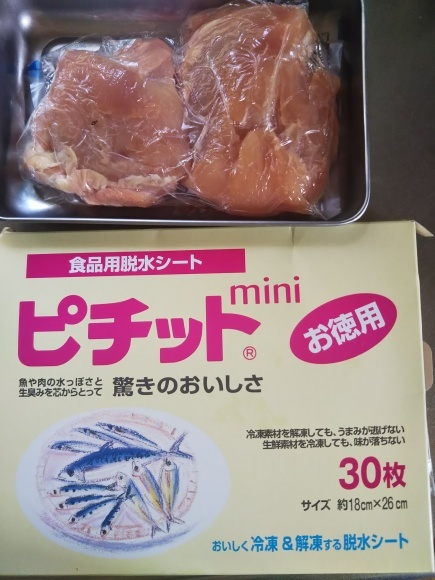 食品用脱水シート
ピチット®mini
お徳用
魚や肉の水っぽさと
生臭みを芯からとって
驚きのおいしさ
冷凍素材を解凍しても、うまみが逃げない
生鮮素材を冷凍しても、味が落ちない
30枚
サイズ 約18cm×26cm
おいしく冷凍&解凍する脱水シート